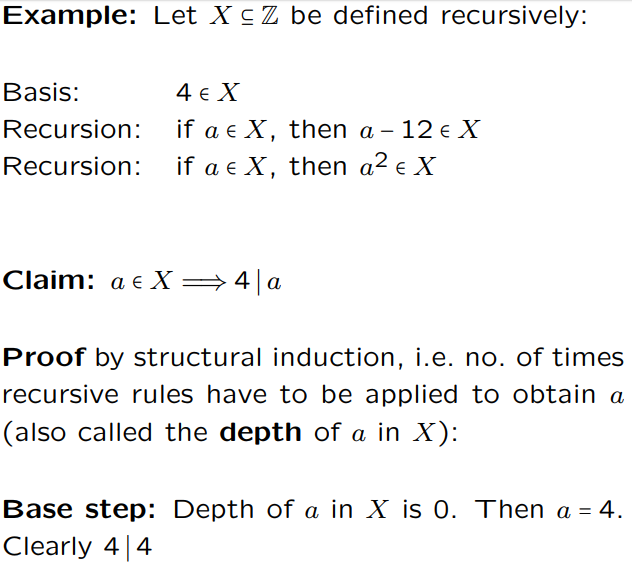 Example: Let X ⊆ ℤ be defined recursively:
Basis: 4 ϵ X
Recursion: if a ϵ X, then a – 12 ϵ X
Recursion: if a ϵ X, then a² ϵ X
Claim: a ϵ X ⟹ 4 | a
Proof by structural induction, i.e. no. of times
recursive rules have to be applied to obtain a
(also called the depth of a in X):
Base step: Depth of a in X is 0. Then a = 4.
Clearly 4 | 4